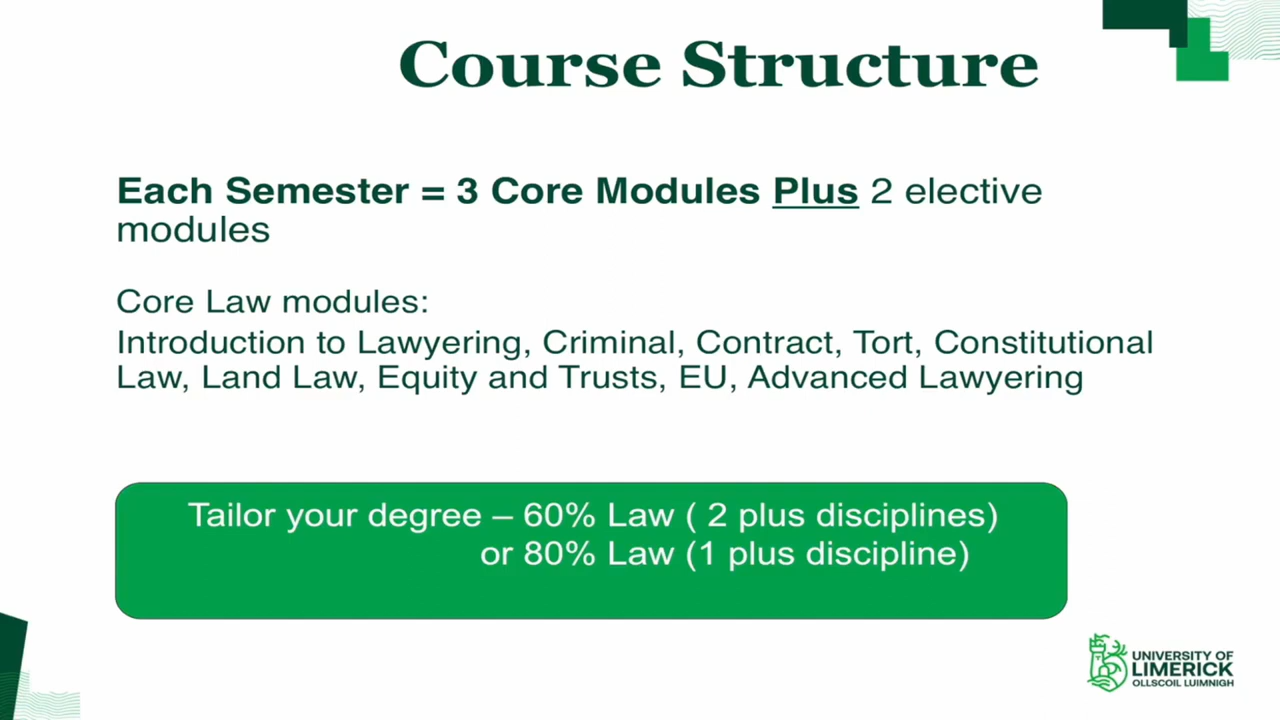 Course Structure
Each Semester = 3 Core Modules Plus 2 elective
modules
Core Law modules:
Introduction to Lawyering, Criminal, Contract, Tort, Constitutional
Law, Land Law, Equity and Trusts, EU, Advanced Lawyering
Tailor your degree – 60% Law ( 2 plus disciplines)
or 80% Law (1 plus discipline)
UNIVERSITY OF
LIMERICK
OLLSCOIL LUIMNIGH